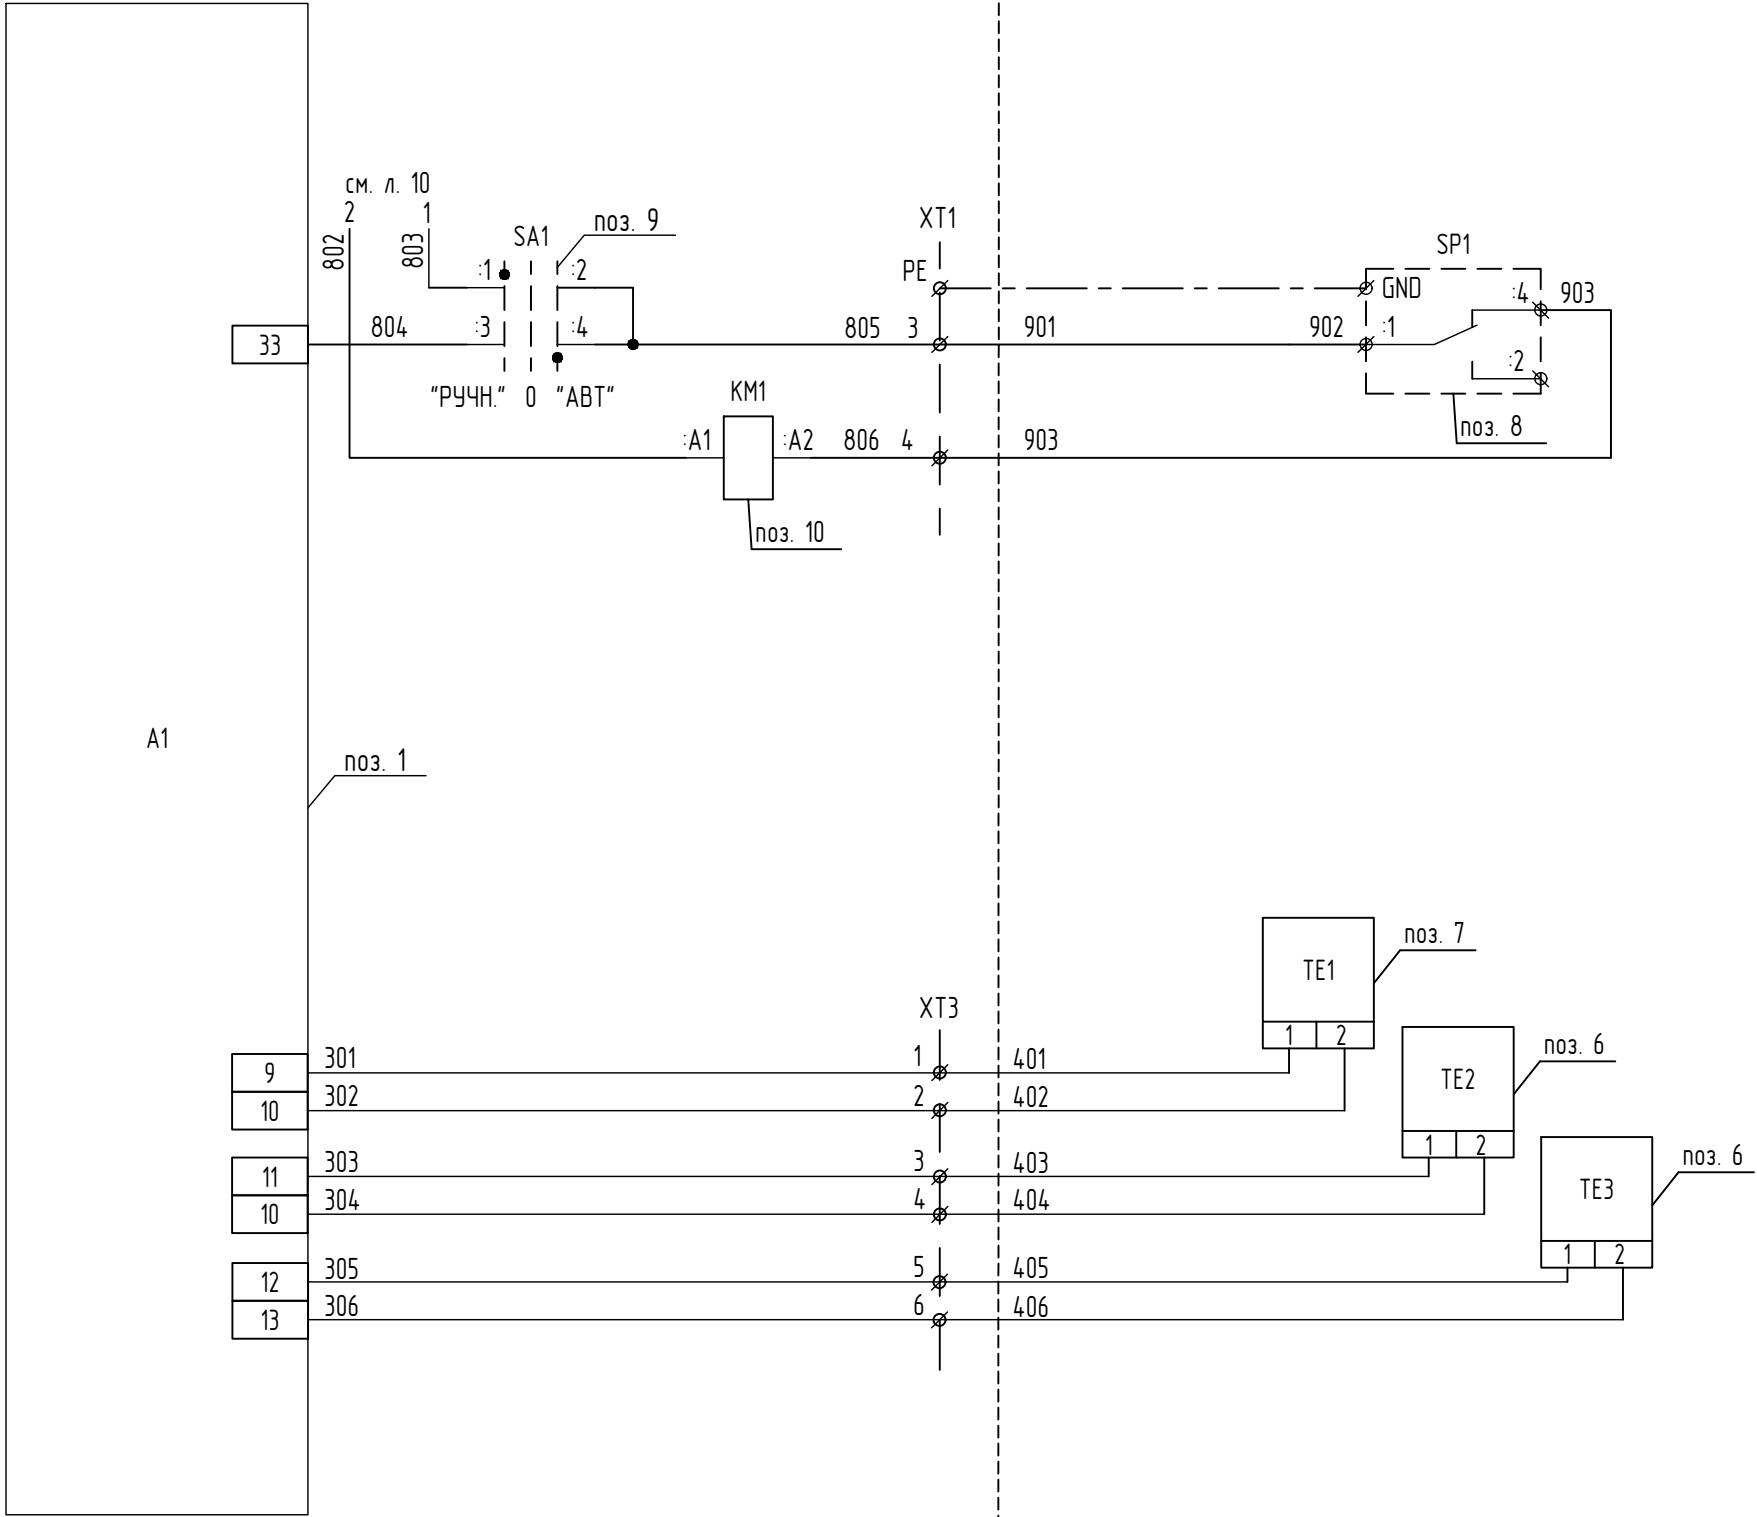 см. л. 10
2 1
802
803
SA1
поз. 9
:1 :2
33
804
:3 :4
"РУЧН." 0 "АВТ"
XT1
PE
805 3
901
902
SP1
GND
:1
:4
903
:2
поз. 8
KM1
:A1 :A2
806 4
903
поз. 10
A1
поз. 1
TE1
поз. 7
1 2
XT3
TE2
поз. 6
1 2
TE3
поз. 6
1 2
9 301 1 401
10 302 2 402
11 303 3 403
10 304 4 404
12 305 5 405
13 306 6 406